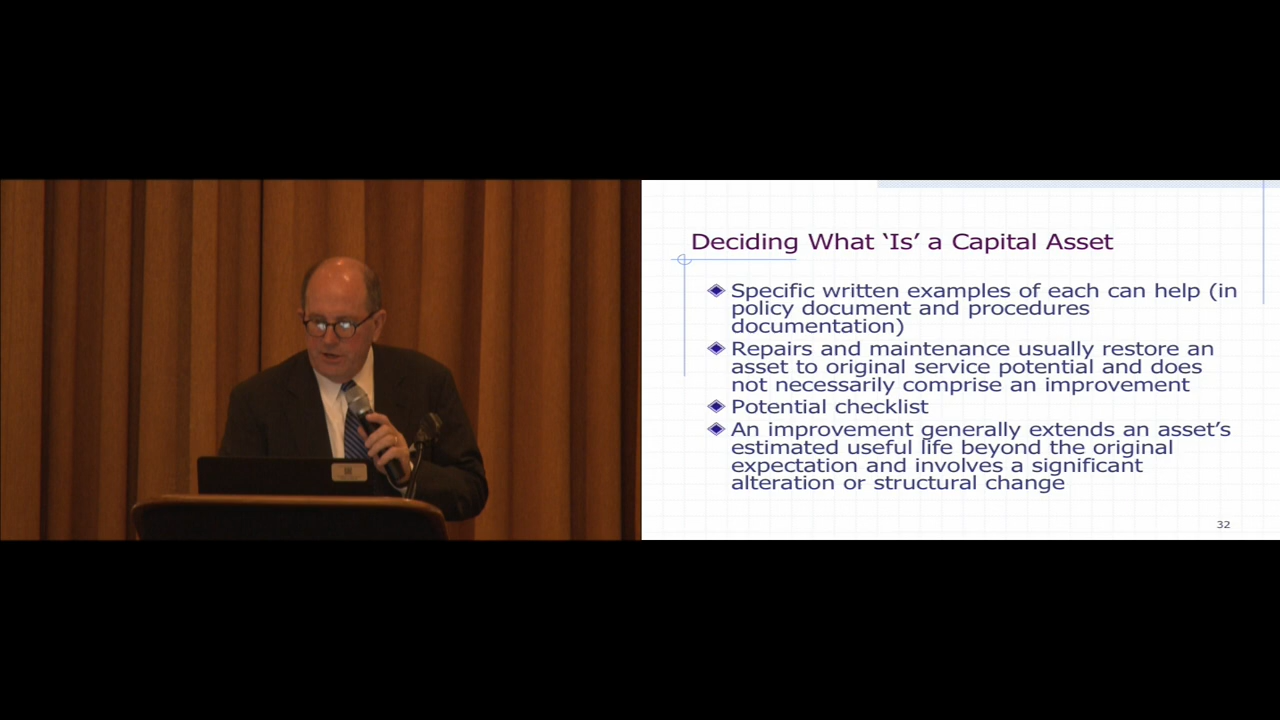 Deciding What ‘Is’ a Capital Asset
Specific written examples of each can help (in
policy document and procedures
documentation)
Repairs and maintenance usually restore an
asset to original service potential and does
not necessarily comprise an improvement
Potential checklist
An improvement generally extends an asset’s
estimated useful life beyond the original
expectation and involves a significant
alteration or structural change
32